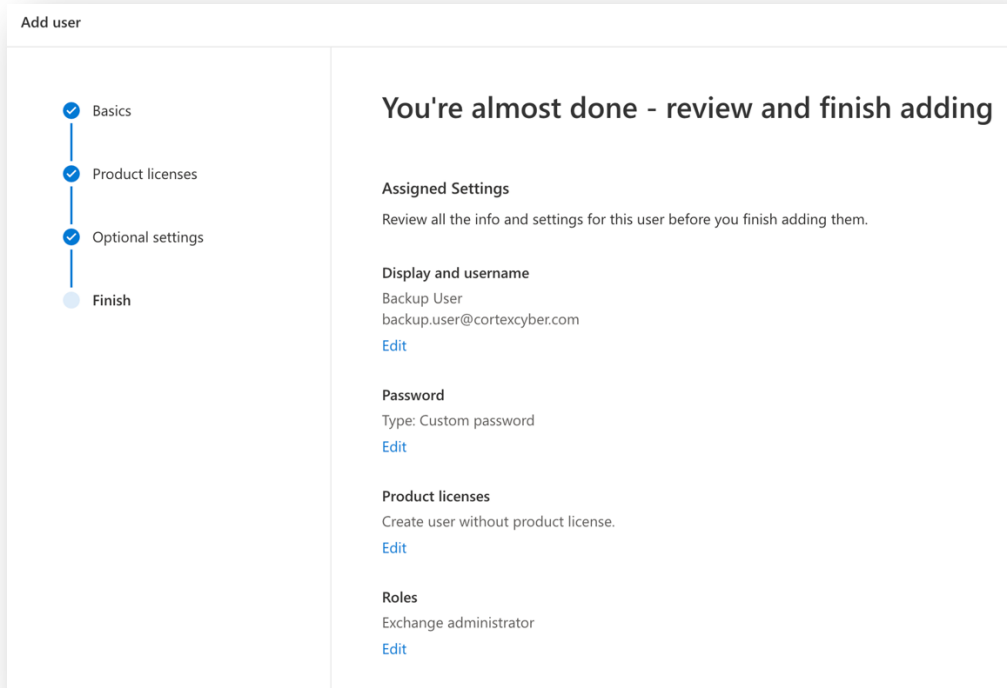 Add user
Basics
Product licenses
Optional settings
Finish
You're almost done - review and finish adding
Assigned Settings
Review all the info and settings for this user before you finish adding them.
Display and username
Backup User
backup.user@cortexcyber.com
Edit
Password
Type: Custom password
Edit
Product licenses
Create user without product license.
Edit
Roles
Exchange administrator
Edit